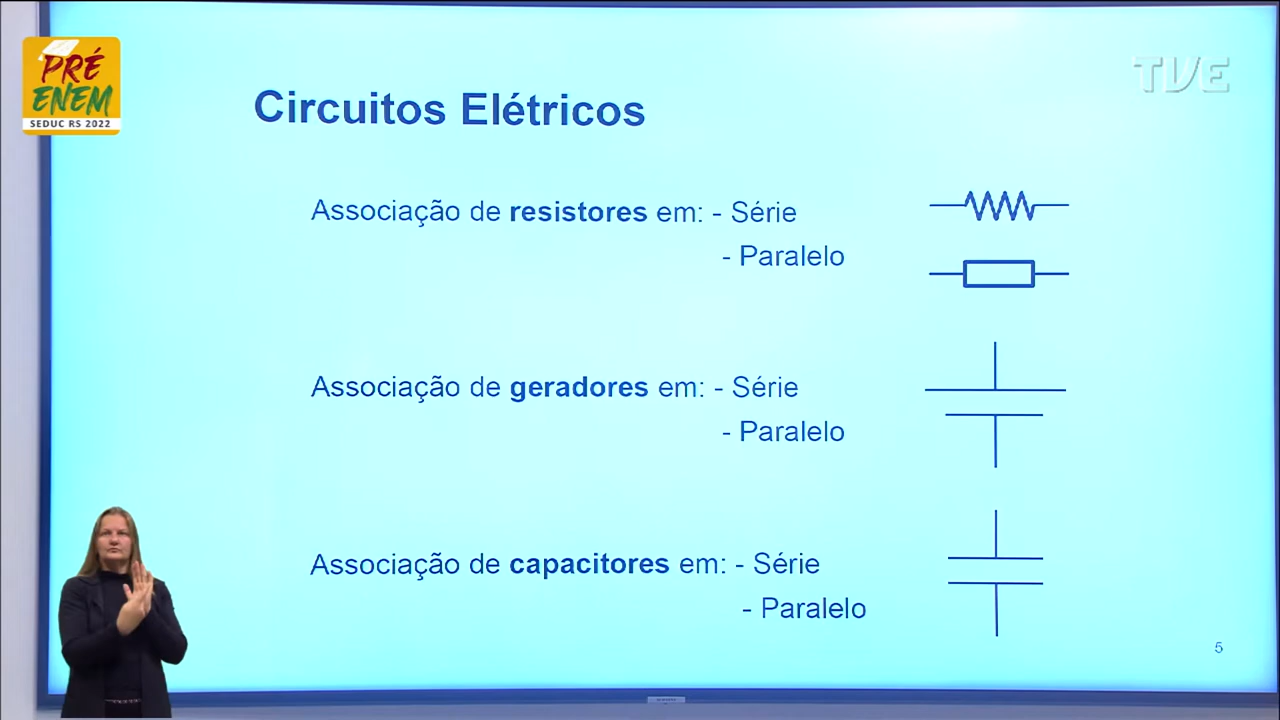 PRÉ
ENEM
SEDUC RS 2022
TVE
Circuitos Elétricos
Associação de resistores em: - Série
- Paralelo
Associação de geradores em: - Série
- Paralelo
Associação de capacitores em: - Série
- Paralelo
5